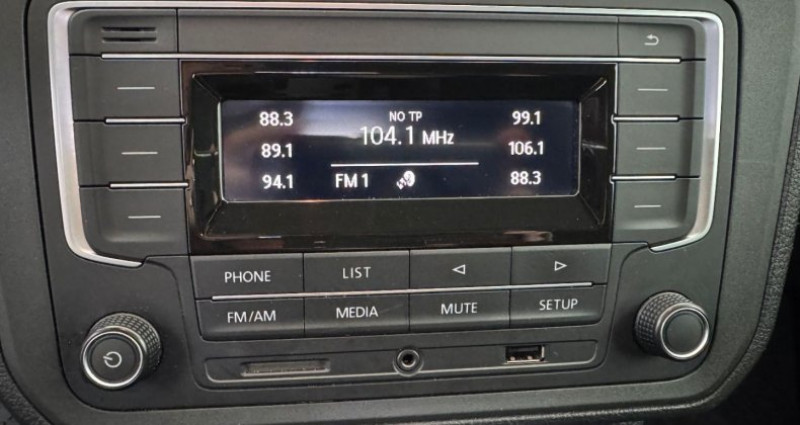 88.3 NO TP 99.1
104.1 MHz
89.1 106.1
94.1 FM 1 88.3
PHONE LIST
FM/AM MEDIA MUTE SETUP